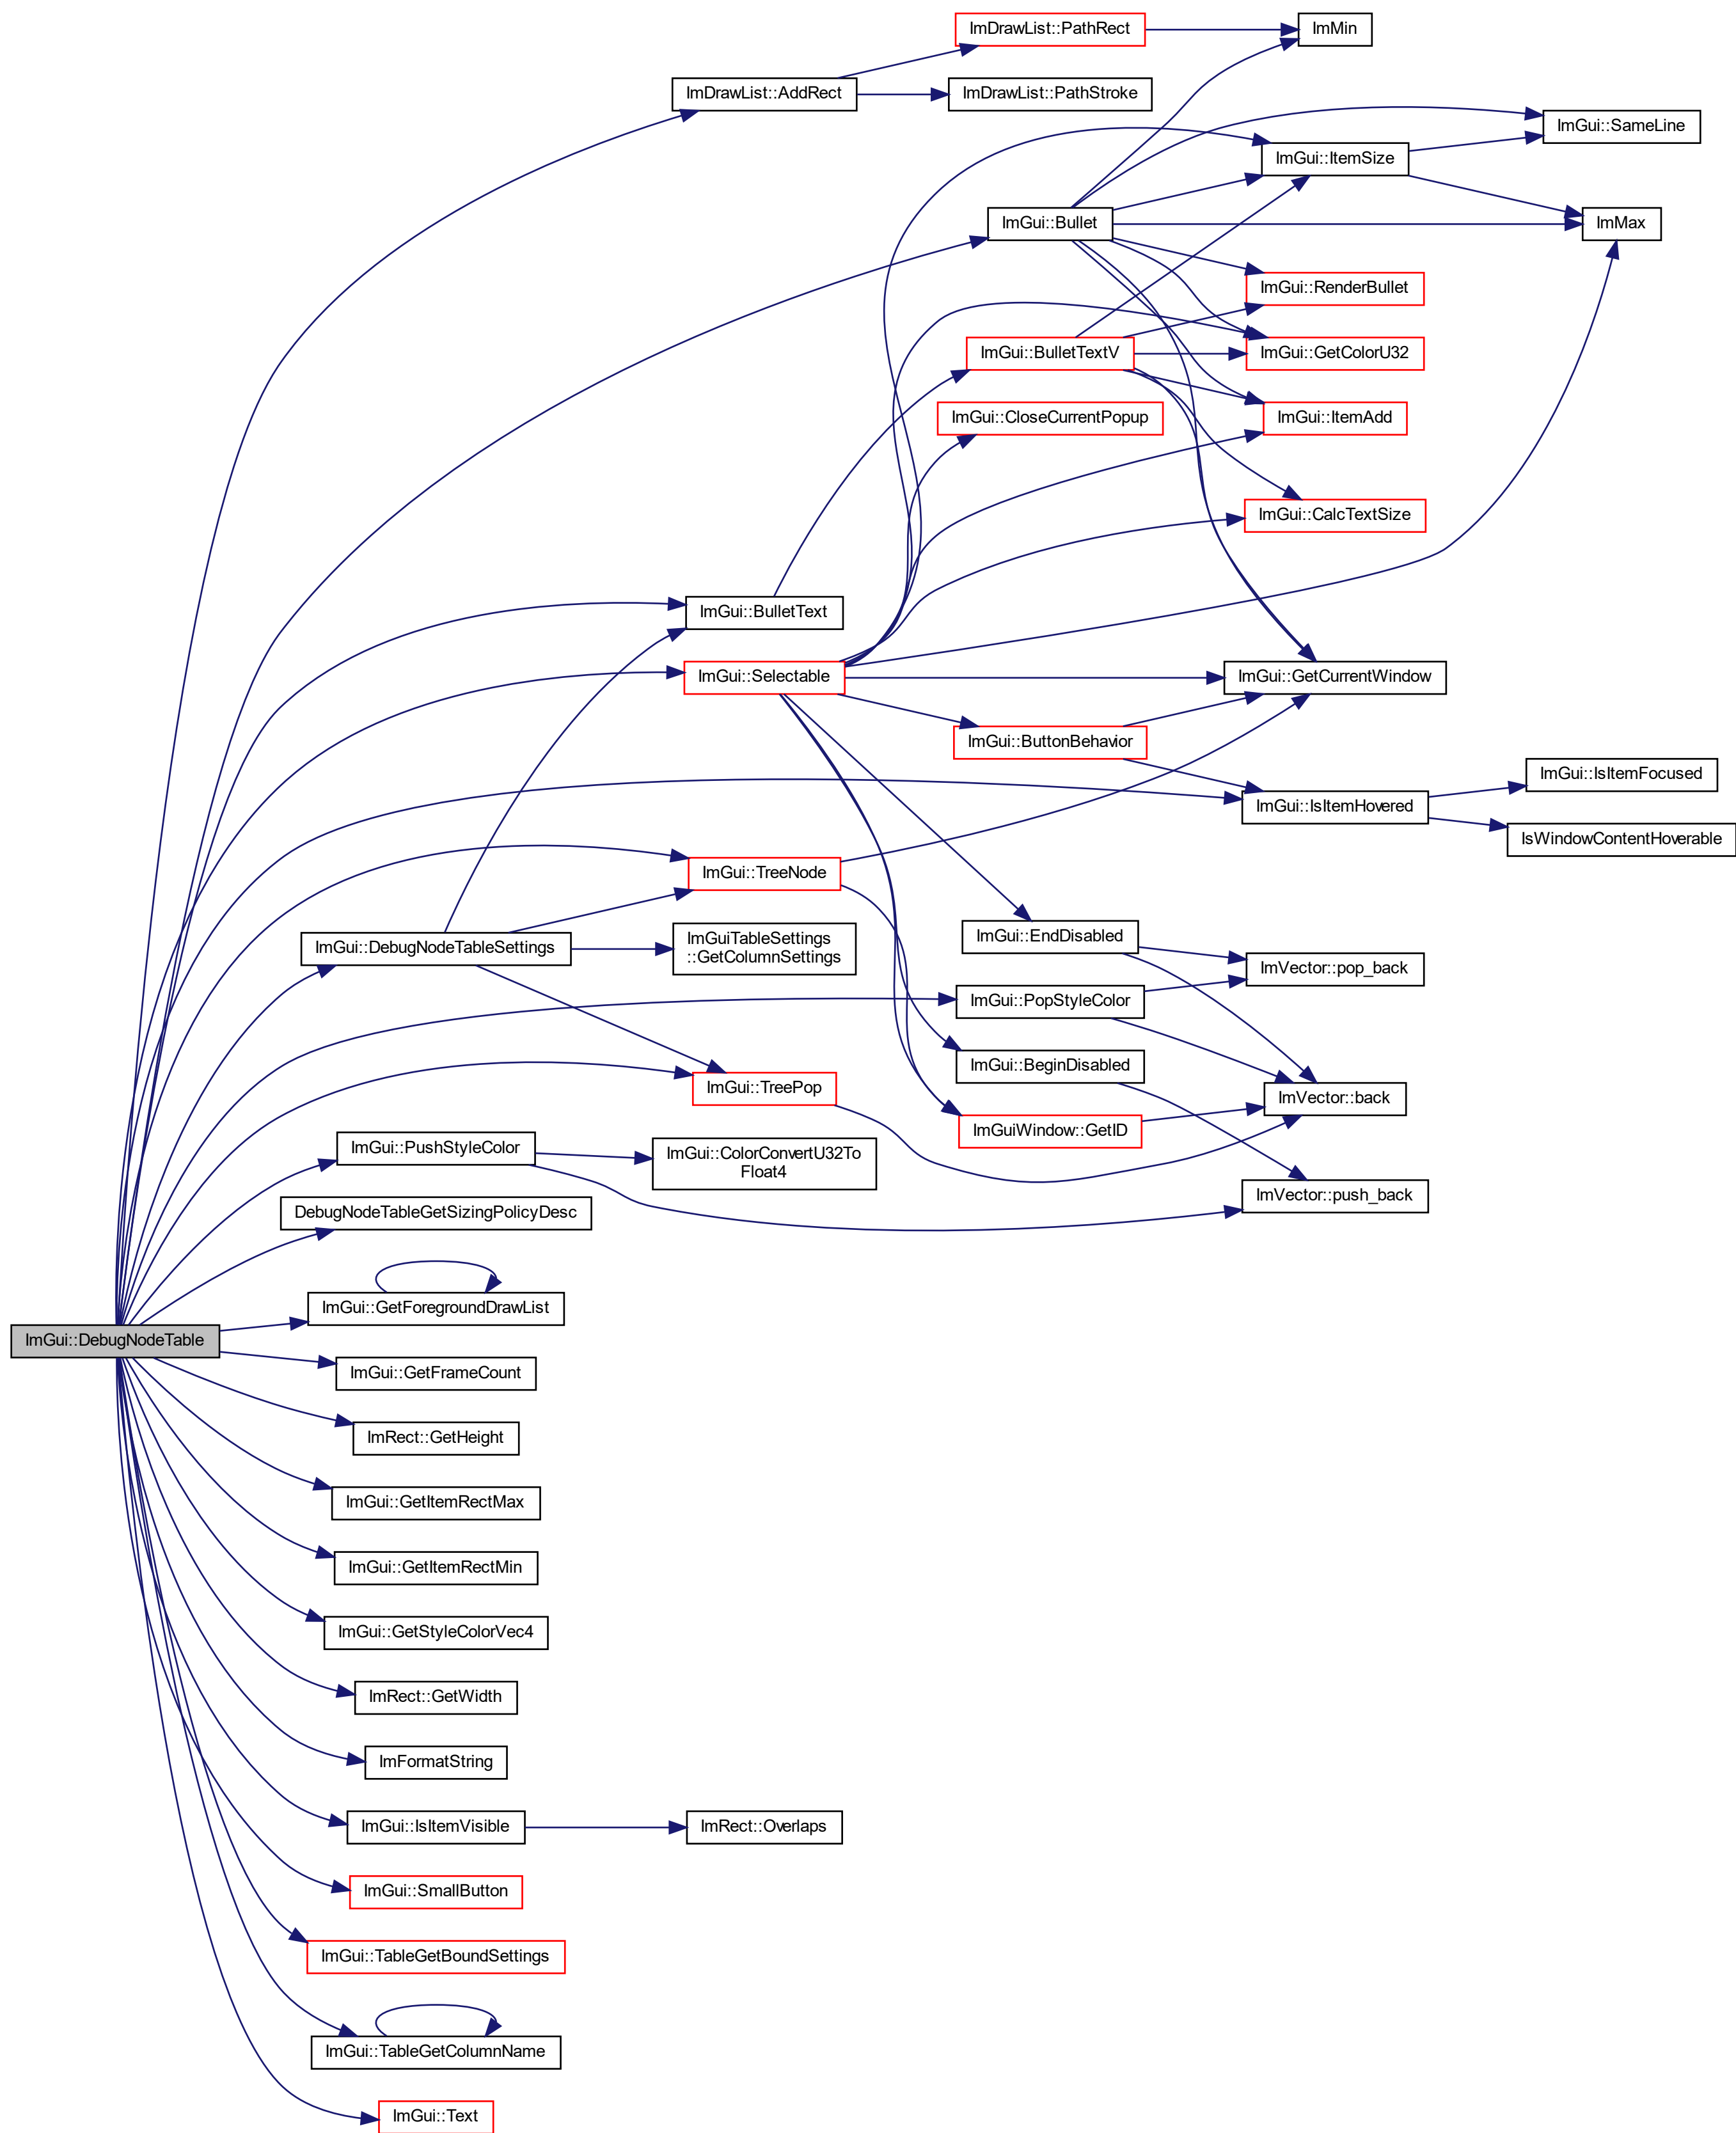 ImDrawList::PathRect
ImMin
ImDrawList::AddRect
ImDrawList::PathStroke
ImGui::SameLine
ImGui::ItemSize
ImGui::Bullet
ImMax
ImGui::RenderBullet
ImGui::BulletTextV
ImGui::GetColorU32
ImGui::CloseCurrentPopup
ImGui::ItemAdd
ImGui::CalcTextSize
ImGui::BulletText
ImGui::Selectable
ImGui::GetCurrentWindow
ImGui::ButtonBehavior
ImGui::IsItemFocused
ImGui::IsItemHovered
IsWindowContentHoverable
ImGui::TreeNode
ImGui::EndDisabled
ImGui::DebugNodeTableSettings
ImGuiTableSettings
::GetColumnSettings
ImVector::pop_back
ImGui::PopStyleColor
ImGui::BeginDisabled
ImGui::TreePop
ImVector::back
ImGuiWindow::GetID
ImGui::PushStyleColor
ImGui::ColorConvertU32To
Float4
ImVector::push_back
DebugNodeTableGetSizingPolicyDesc
ImGui::GetForegroundDrawList
ImGui::DebugNodeTable
ImGui::GetFrameCount
ImRect::GetHeight
ImGui::GetItemRectMax
ImGui::GetItemRectMin
ImGui::GetStyleColorVec4
ImRect::GetWidth
ImFormatString
ImGui::IsItemVisible
ImRect::Overlaps
ImGui::SmallButton
ImGui::TableGetBoundSettings
ImGui::TableGetColumnName
ImGui::Text